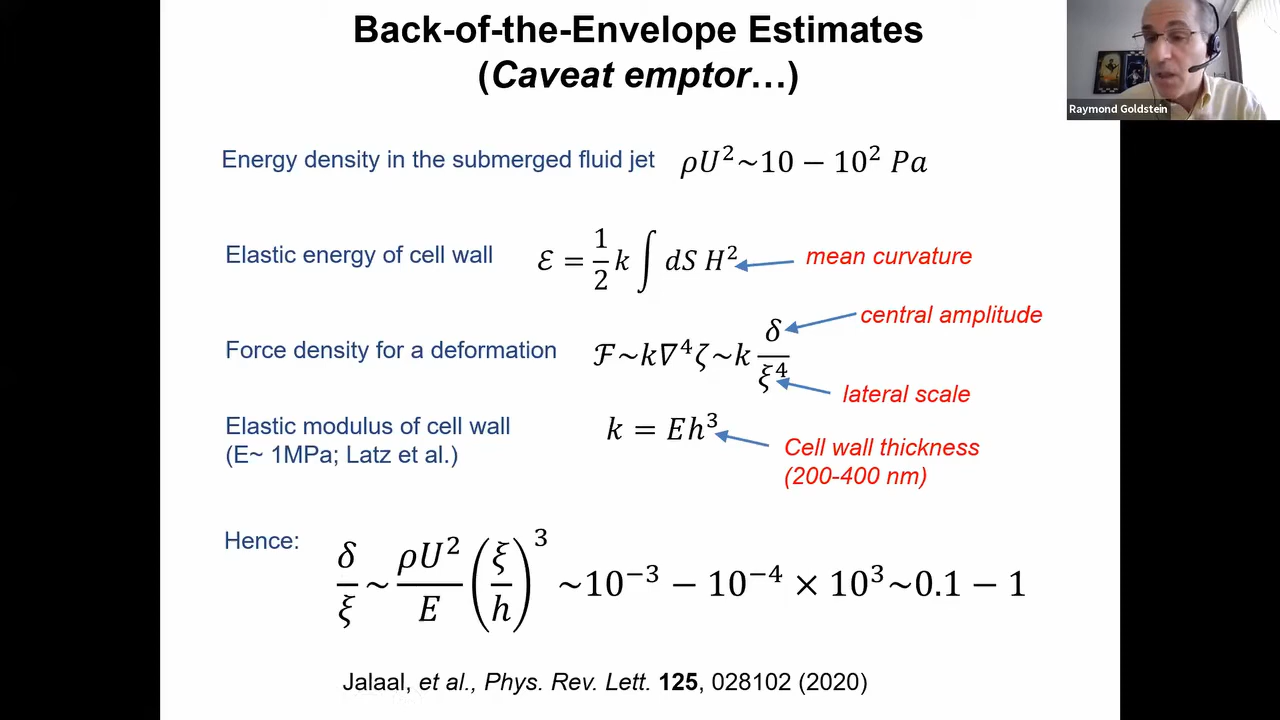 Back-of-the-Envelope Estimates
(Caveat emptor…)
Raymond Goldstein
Energy density in the submerged fluid jet ρU²~10 − 10² Pa
Elastic energy of cell wall ℰ = 1/2 k ∫ dS H² mean curvature
central amplitude
Force density for a deformation ℱ~k∇⁴ζ~k δ/ξ⁴
lateral scale
Elastic modulus of cell wall k = Eh³
(E~ 1MPa; Latz et al.)
Cell wall thickness
(200-400 nm)
Hence: δ/ξ ~ ρU²/E (ξ/h)³ ~10⁻³ − 10⁻⁴ × 10³~0.1 − 1
Jalaal, et al., Phys. Rev. Lett. 125, 028102 (2020)